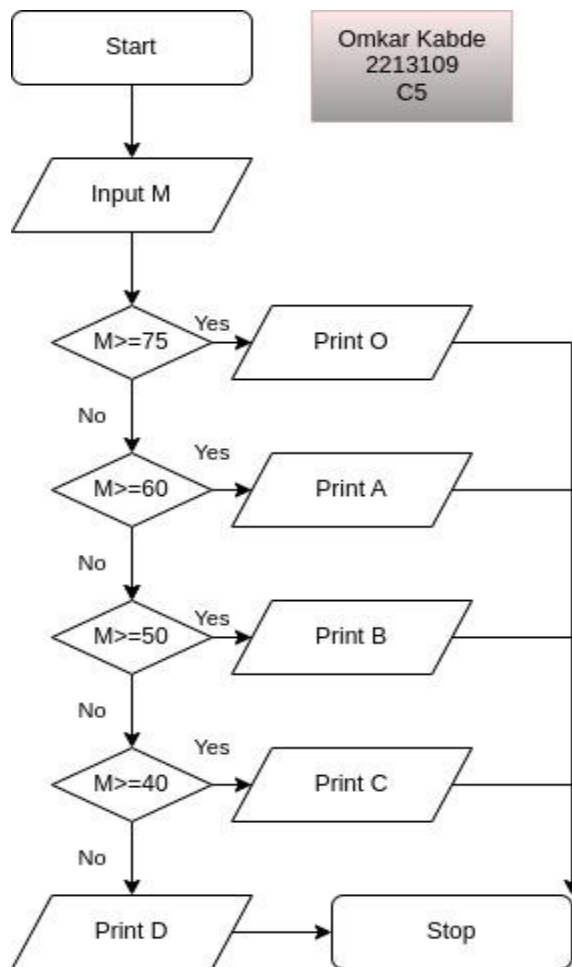 Start
Omkar Kabde
2213109
C5
Input M
M>=75
Yes
Print O
No
M>=60
Yes
Print A
No
M>=50
Yes
Print B
No
M>=40
Yes
Print C
No
Print D
Stop